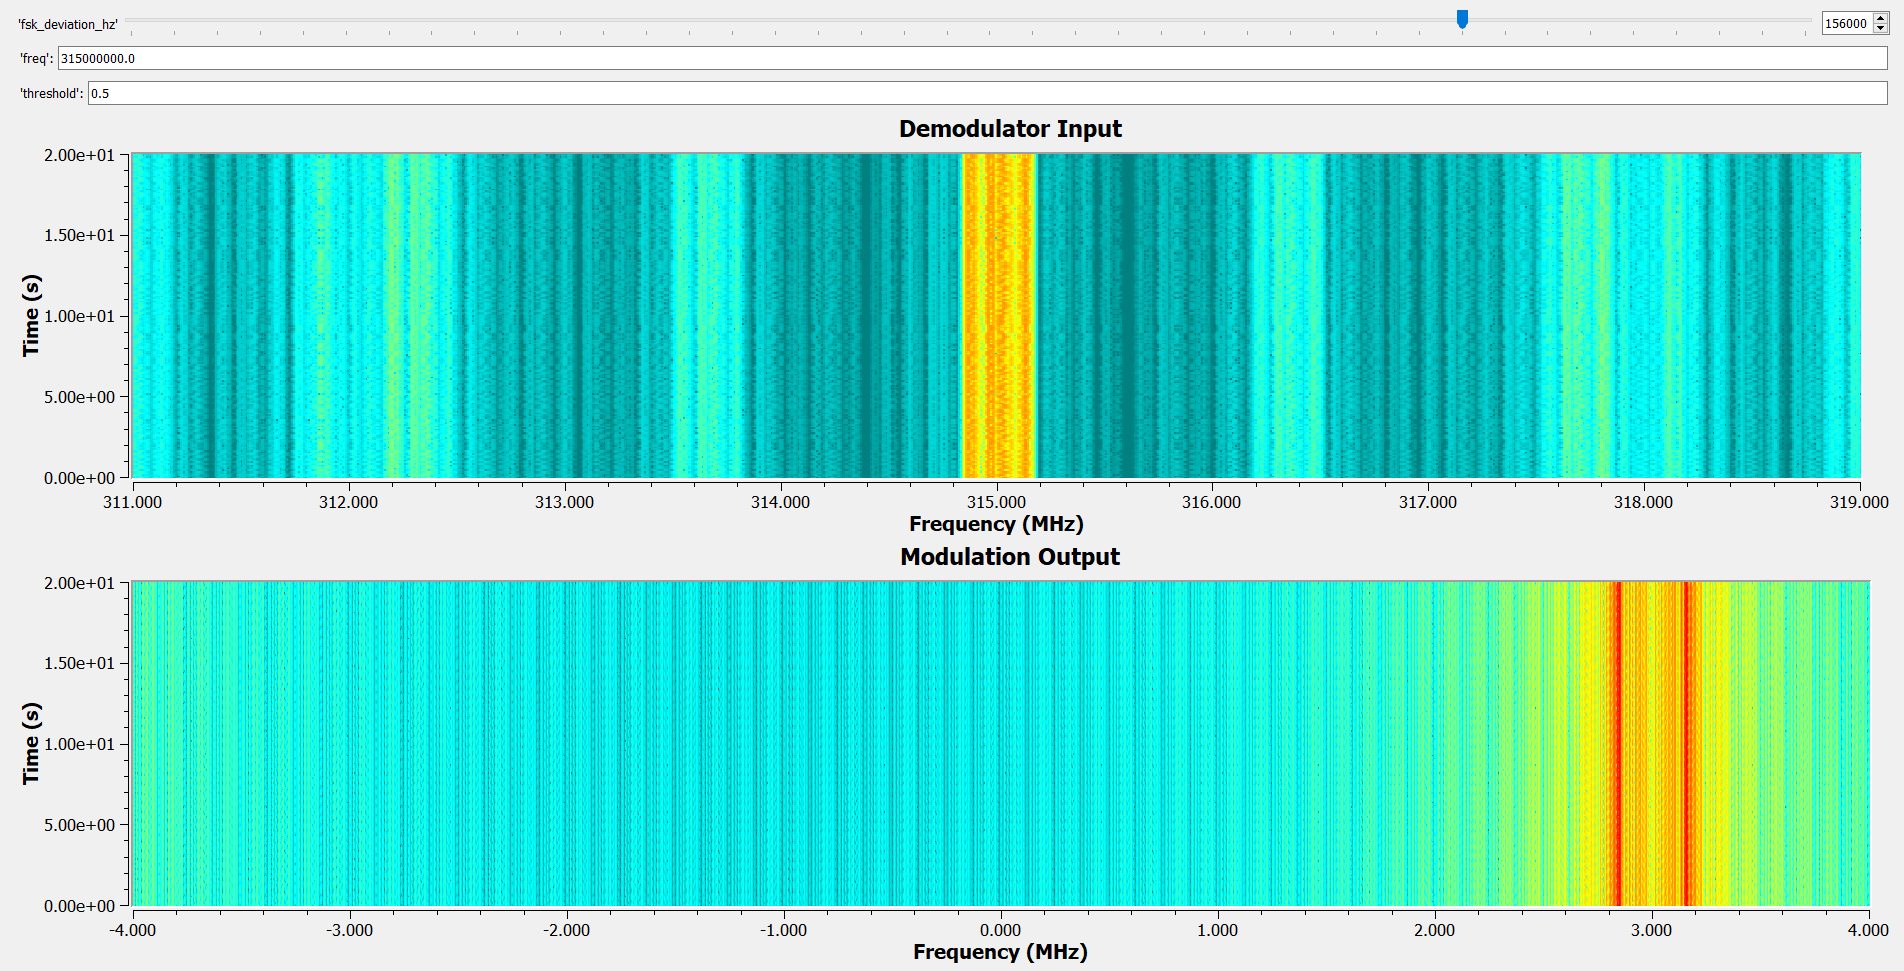 'fsk_deviation_hz' 156000
'freq': 315000000.0
'threshold': 0.5
Demodulator Input
2.00e+01
1.50e+01
1.00e+01
5.00e+00
0.00e+00
Time (s)
311.000 312.000 313.000 314.000 315.000 316.000 317.000 318.000 319.000
Frequency (MHz)
Modulation Output
2.00e+01
1.50e+01
1.00e+01
5.00e+00
0.00e+00
Time (s)
-4.000 -3.000 -2.000 -1.000 0.000 1.000 2.000 3.000 4.000
Frequency (MHz)